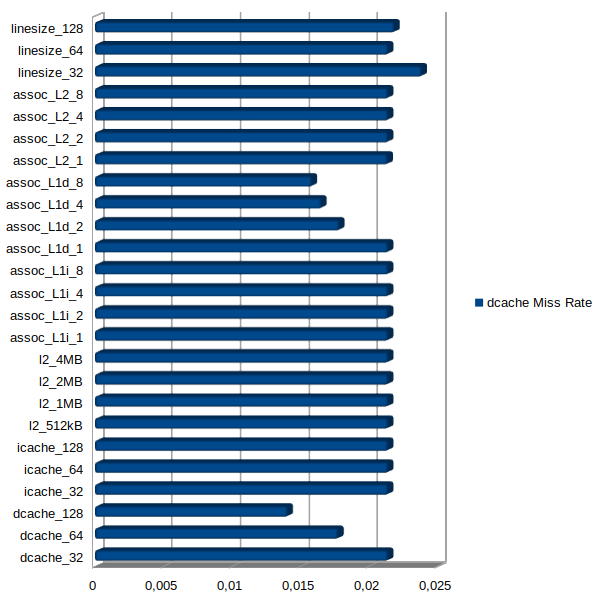 linesize_128
linesize_64
linesize_32
assoc_L2_8
assoc_L2_4
assoc_L2_2
assoc_L2_1
assoc_L1d_8
assoc_L1d_4
assoc_L1d_2
assoc_L1d_1
assoc_L1i_8
assoc_L1i_4
assoc_L1i_2
assoc_L1i_1
l2_4MB
l2_2MB
l2_1MB
l2_512kB
icache_128
icache_64
icache_32
dcache_128
dcache_64
dcache_32
0 0,005 0,01 0,015 0,02 0,025
dcache Miss Rate